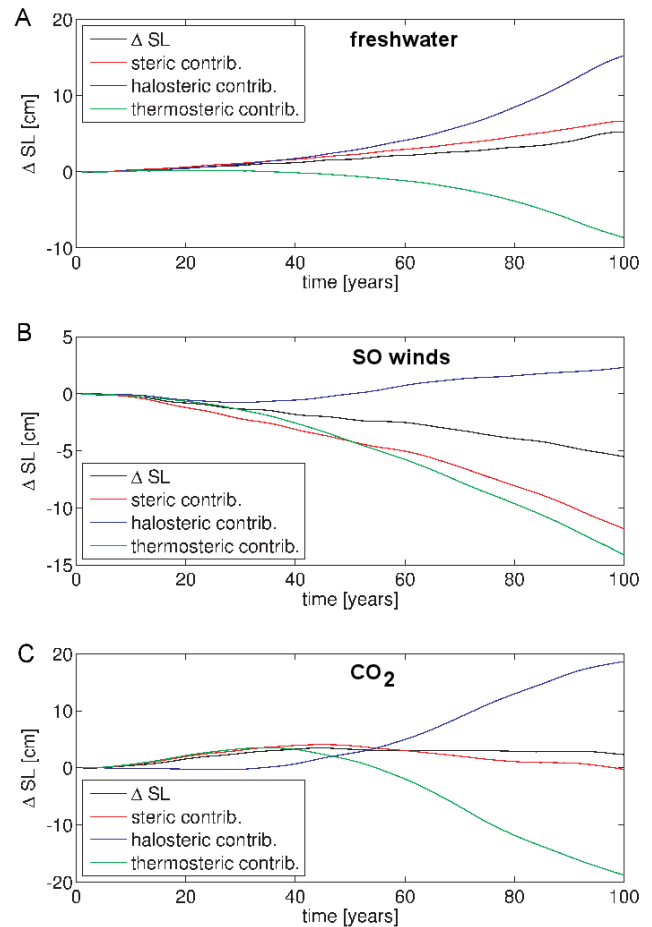 A
freshwater
Δ SL
steric contrib.
halosteric contrib.
thermosteric contrib.
Δ SL [cm]
20
10
0
-10
0 20 40 60 80 100
time [years]
B
SO winds
Δ SL
steric contrib.
halosteric contrib.
thermosteric contrib.
Δ SL [cm]
5
0
-5
-10
-15
0 20 40 60 80 100
time [years]
C
CO2
Δ SL
steric contrib.
halosteric contrib.
thermosteric contrib.
Δ SL [cm]
20
10
0
-10
-20
0 20 40 60 80 100
time [years]